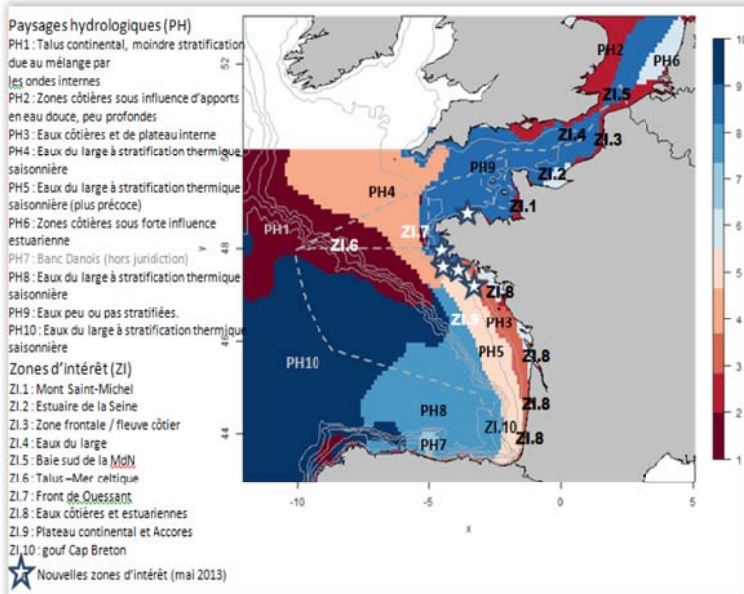 Paysages hydrologiques (PH)
PH1 : Talus continental, moindre stratification
due au mélange par
les ondes internes
PH2 : Zones côtières sous influence d'apports
en eau douce, peu profondes
PH3 : Eaux côtières et de plateau interne
PH4 : Eaux du large à stratification thermique
saisonnière
PH5 : Eaux du large à stratification thermique
saisonnière (plus précoce)
PH6 : Zones côtières sous forte influence
estuarienne
PH7 : Banc Danois (hors juridiction)
PH8 : Eaux du large à stratification thermique
saisonnière
PH9 : Eaux peu ou pas stratifiées.
PH10 : Eaux du large à stratification thermique
saisonnière
Zones d'intérêt (ZI)
ZI.1 : Mont Saint-Michel
ZI.2 : Estuaire de la Seine
ZI.3 : Zone frontale / fleuve côtier
ZI.4 : Eaux du large
ZI.5 : Baie sud de la MdN
ZI.6 : Talus –Mer celtique
ZI.7 : Front de Ouessant
ZI.8 : Eaux côtières et estuariennes
ZI.9 : Plateau continental et Accores
ZI.10 : gouf Cap Breton
Nouvelles zones d'intérêt (mai 2013)
PH2
PH6
ZI.5
ZI.4
ZI.3
PH9
ZI.2
PH4
ZI.1
PH1
ZI.6
ZI.7
ZI.8
ZI.9
PH3
PH5
ZI.8
PH10
PH8
ZI.8
ZI.10
ZI.8
PH7
52
50
48
46
44
y
-10
-5
0
5
x
10
9
8
7
6
5
4
3
2
1